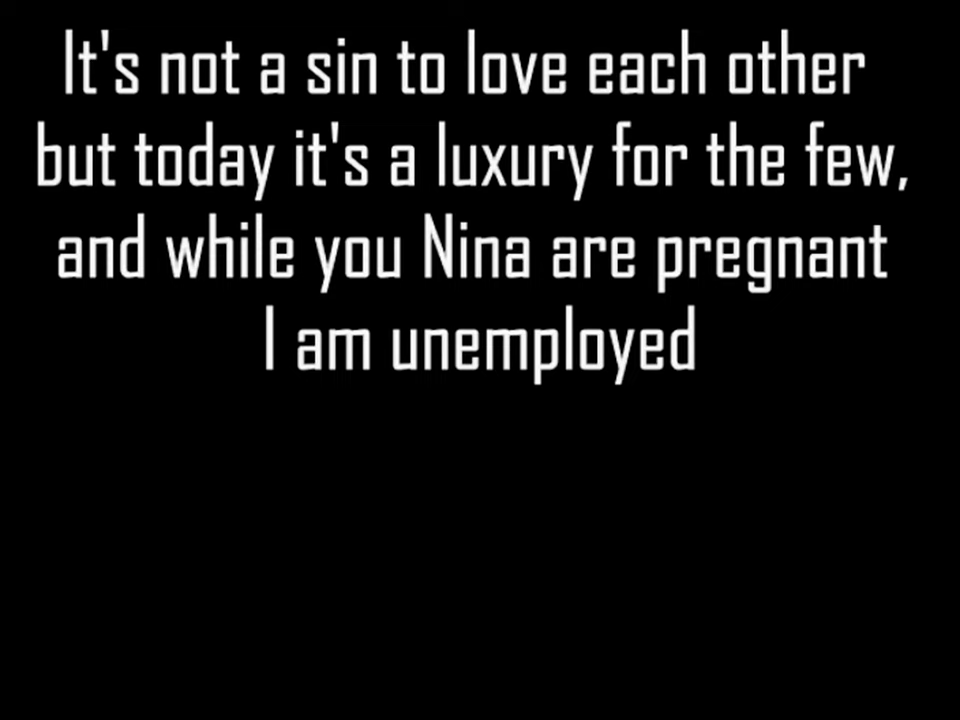 It's not a sin to love each other
but today it's a luxury for the few,
and while you Nina are pregnant
I am unemployed